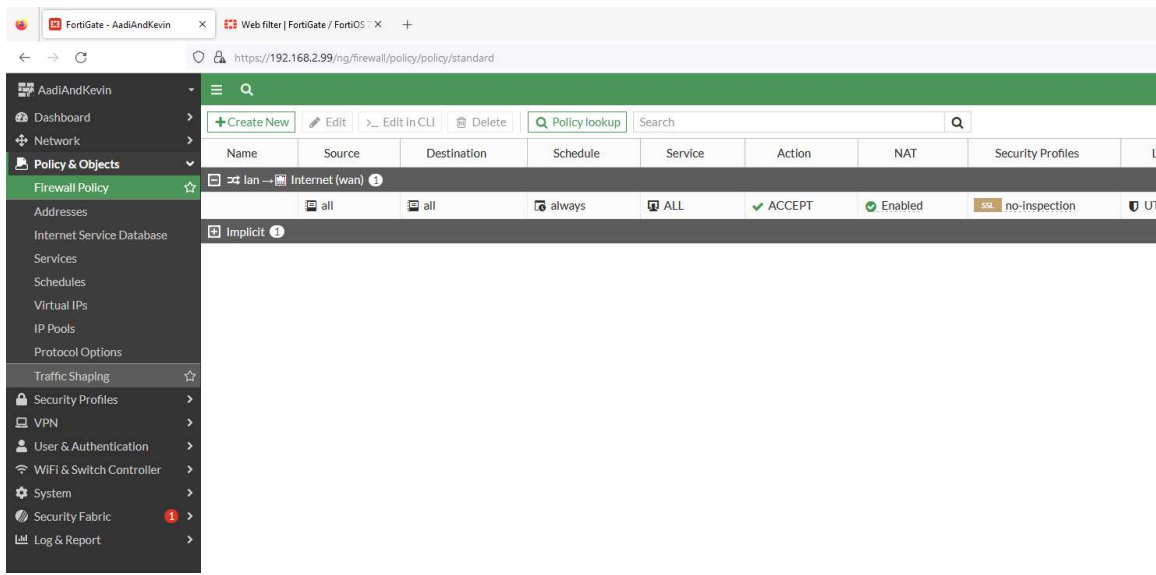 FortiGate - AadiAndKevin
Web filter | FortiGate / FortiOS 7
https://192.168.2.99/ng/firewall/policy/policy/standard
AadiAndKevin
Dashboard
Network
Policy & Objects
Firewall Policy
Addresses
Internet Service Database
Services
Schedules
Virtual IPs
IP Pools
Protocol Options
Traffic Shaping
Security Profiles
VPN
User & Authentication
WiFi & Switch Controller
System
Security Fabric 1
Log & Report
+Create New Edit >_ Edit in CLI Delete Policy lookup Search
Name Source Destination Schedule Service Action NAT Security Profiles L
lan → Internet (wan) 1
all all always ALL ACCEPT Enabled SSL no-inspection UT
Implicit 1